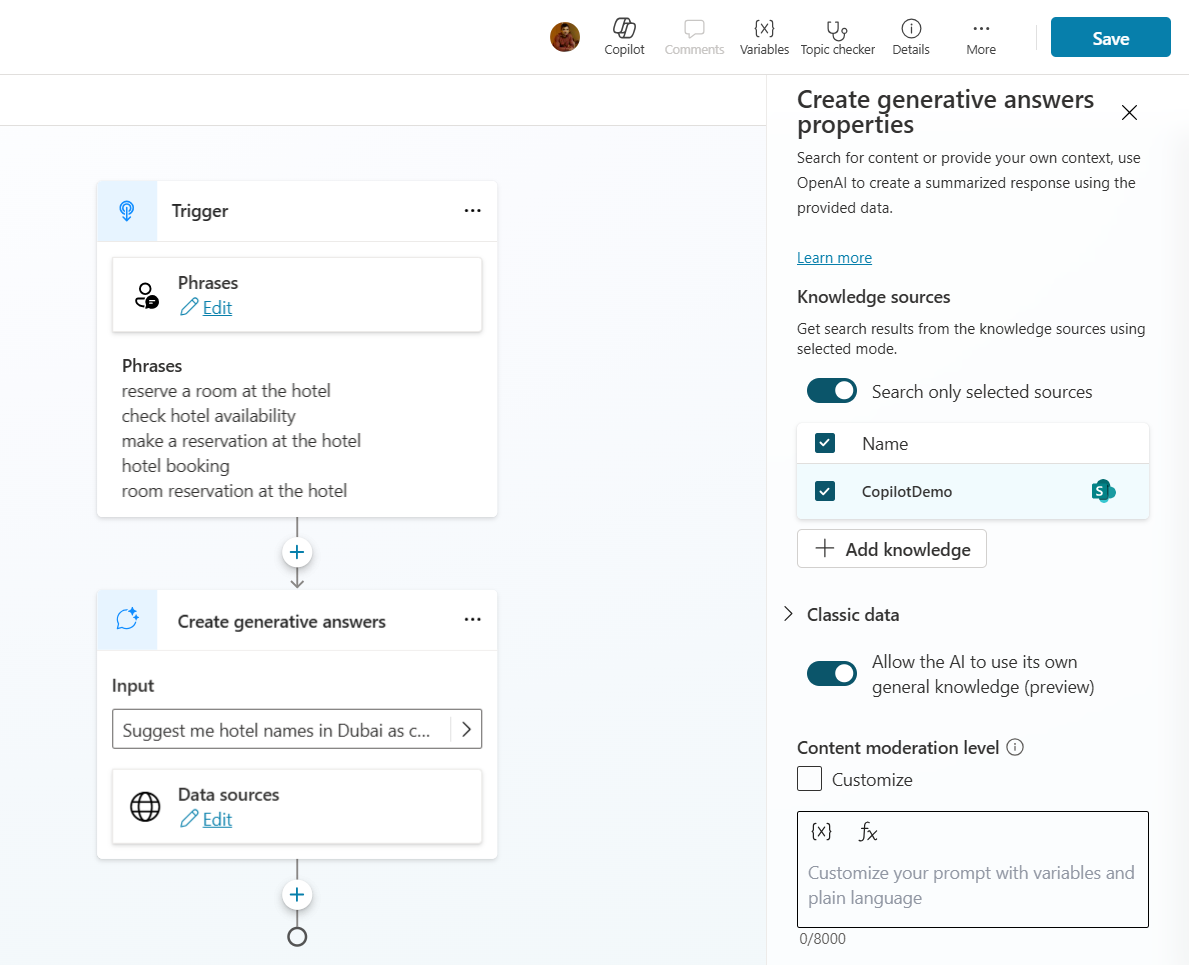 Copilot
Comments
{x}
Variables
Topic checker
Details
More
Save
Create generative answers
properties
Search for content or provide your own context, use
OpenAI to create a summarized response using the
provided data.
Learn more
Knowledge sources
Get search results from the knowledge sources using
selected mode.
Search only selected sources
Name
CopilotDemo
S
Add knowledge
Classic data
Allow the AI to use its own
general knowledge (preview)
Content moderation level
Customize
{x} fx
Customize your prompt with variables and
plain language
0/8000
Trigger
Phrases
Edit
Phrases
reserve a room at the hotel
check hotel availability
make a reservation at the hotel
hotel booking
room reservation at the hotel
Create generative answers
Input
Suggest me hotel names in Dubai as c...
Data sources
Edit